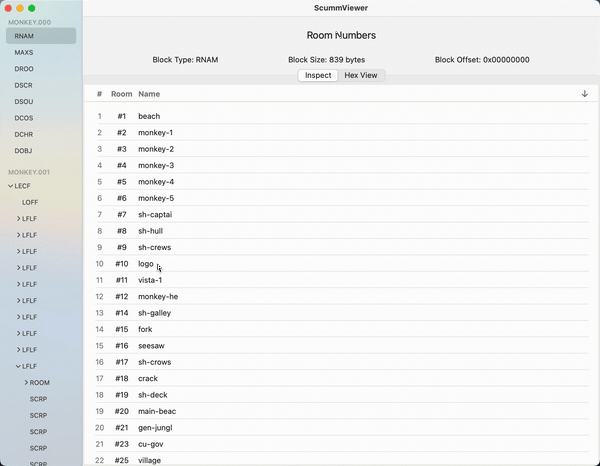 ScummViewer
MONKEY.000
RNAM
MAXS
DROO
DSCR
DSOU
DCOS
DCHR
DOBJ
MONKEY.001
LECF
LOFF
LFLF
LFLF
LFLF
LFLF
LFLF
LFLF
LFLF
LFLF
LFLF
LFLF
ROOM
SCRP
SCRP
SCRP
SCRP
SCRP
Room Numbers
Block Type: RNAM Block Size: 839 bytes Block Offset: 0x00000000
Inspect Hex View
# Room Name
1 #1 beach
2 #2 monkey-1
3 #3 monkey-2
4 #4 monkey-3
5 #5 monkey-4
6 #6 monkey-5
7 #7 sh-captai
8 #8 sh-hull
9 #9 sh-crews
10 #10 logo
11 #11 vista-1
12 #12 monkey-he
13 #14 sh-galley
14 #15 fork
15 #16 seesaw
16 #17 sh-crows
17 #18 crack
18 #19 sh-deck
19 #20 main-beac
20 #21 gen-jungl
21 #23 cu-gov
22 #25 village